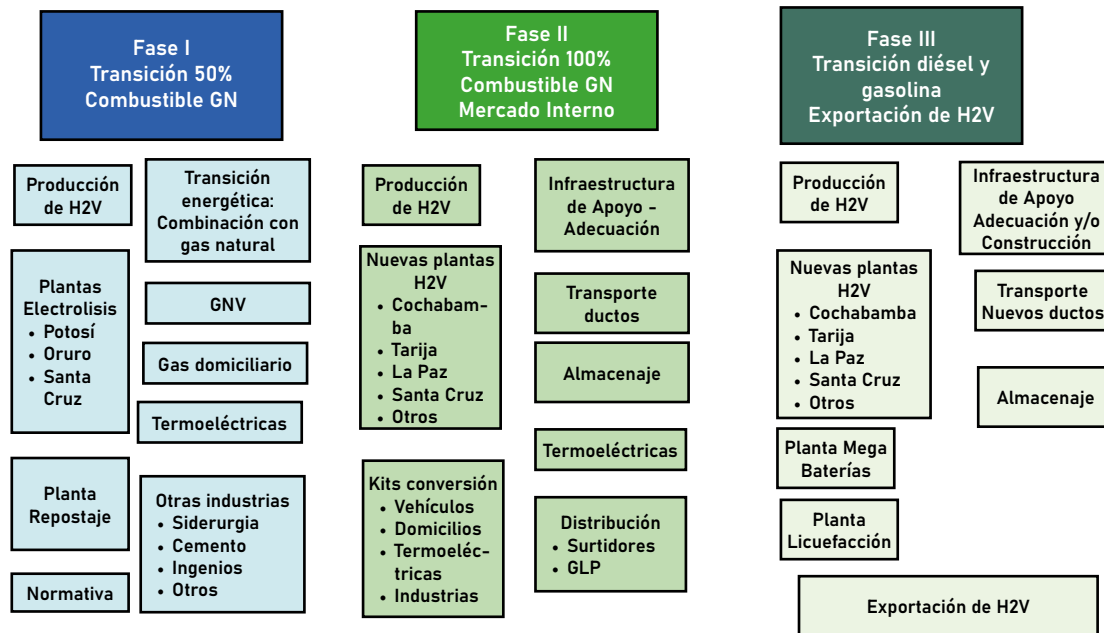 Fase I
Transición 50%
Combustible GN
Producción
de H2V
Transición
energética:
Combinación con
gas natural
Plantas
Electrolisis
• Potosí
• Oruro
• Santa
Cruz
GNV
Gas domiciliario
Termoeléctricas
Planta
Repostaje
Otras industrias
• Siderurgia
• Cemento
• Ingenios
• Otros
Normativa
Fase II
Transición 100%
Combustible GN
Mercado Interno
Producción
de H2V
Infraestructura
de Apoyo -
Adecuación
Nuevas plantas
H2V
• Cochabam-
ba
• Tarija
• La Paz
• Santa Cruz
• Otros
Transporte
ductos
Almacenaje
Termoeléctricas
Kits conversión
• Vehículos
• Domicilios
• Termoeléc-
tricas
• Industrias
Distribución
• Surtidores
• GLP
Fase III
Transición diésel y
gasolina
Exportación de H2V
Producción
de H2V
Infraestructura
de Apoyo
Adecuación y/o
Construcción
Nuevas plantas
H2V
• Cochabamba
• Tarija
• La Paz
• Santa Cruz
• Otros
Transporte
Nuevos ductos
Almacenaje
Planta Mega
Baterías
Planta
Licuefacción
Exportación de H2V